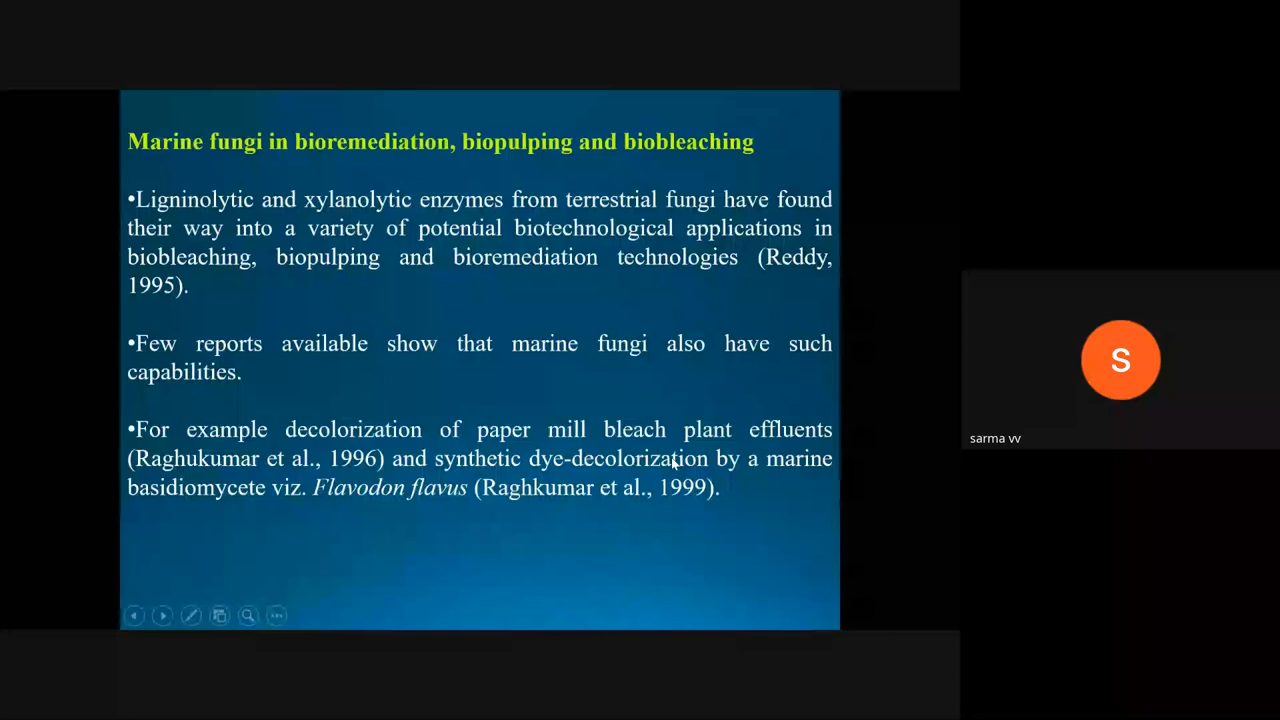 Marine fungi in bioremediation, biopulping and biobleaching
•Ligninolytic and xylanolytic enzymes from terrestrial fungi have found
their way into a variety of potential biotechnological applications in
biobleaching, biopulping and bioremediation technologies (Reddy,
1995).
•Few reports available show that marine fungi also have such
capabilities.
•For example decolorization of paper mill bleach plant effluents
(Raghukumar et al., 1996) and synthetic dye-decolorization by a marine
basidiomycete viz. Flavodon flavus (Raghkumar et al., 1999).
S
sarma vv